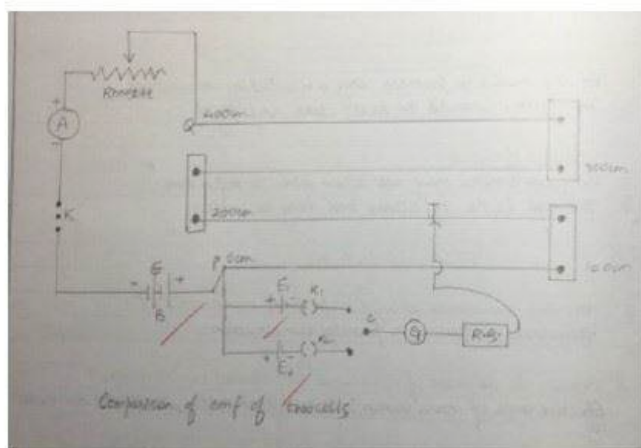 Rheostat
+
A
-
K
Q
400cm
300cm
200cm
100cm
P 0cm
- E +
B
+ E₁ - K₁
C
G
R.B.
+ E₂ - K₂
Comparison of emf of two cells